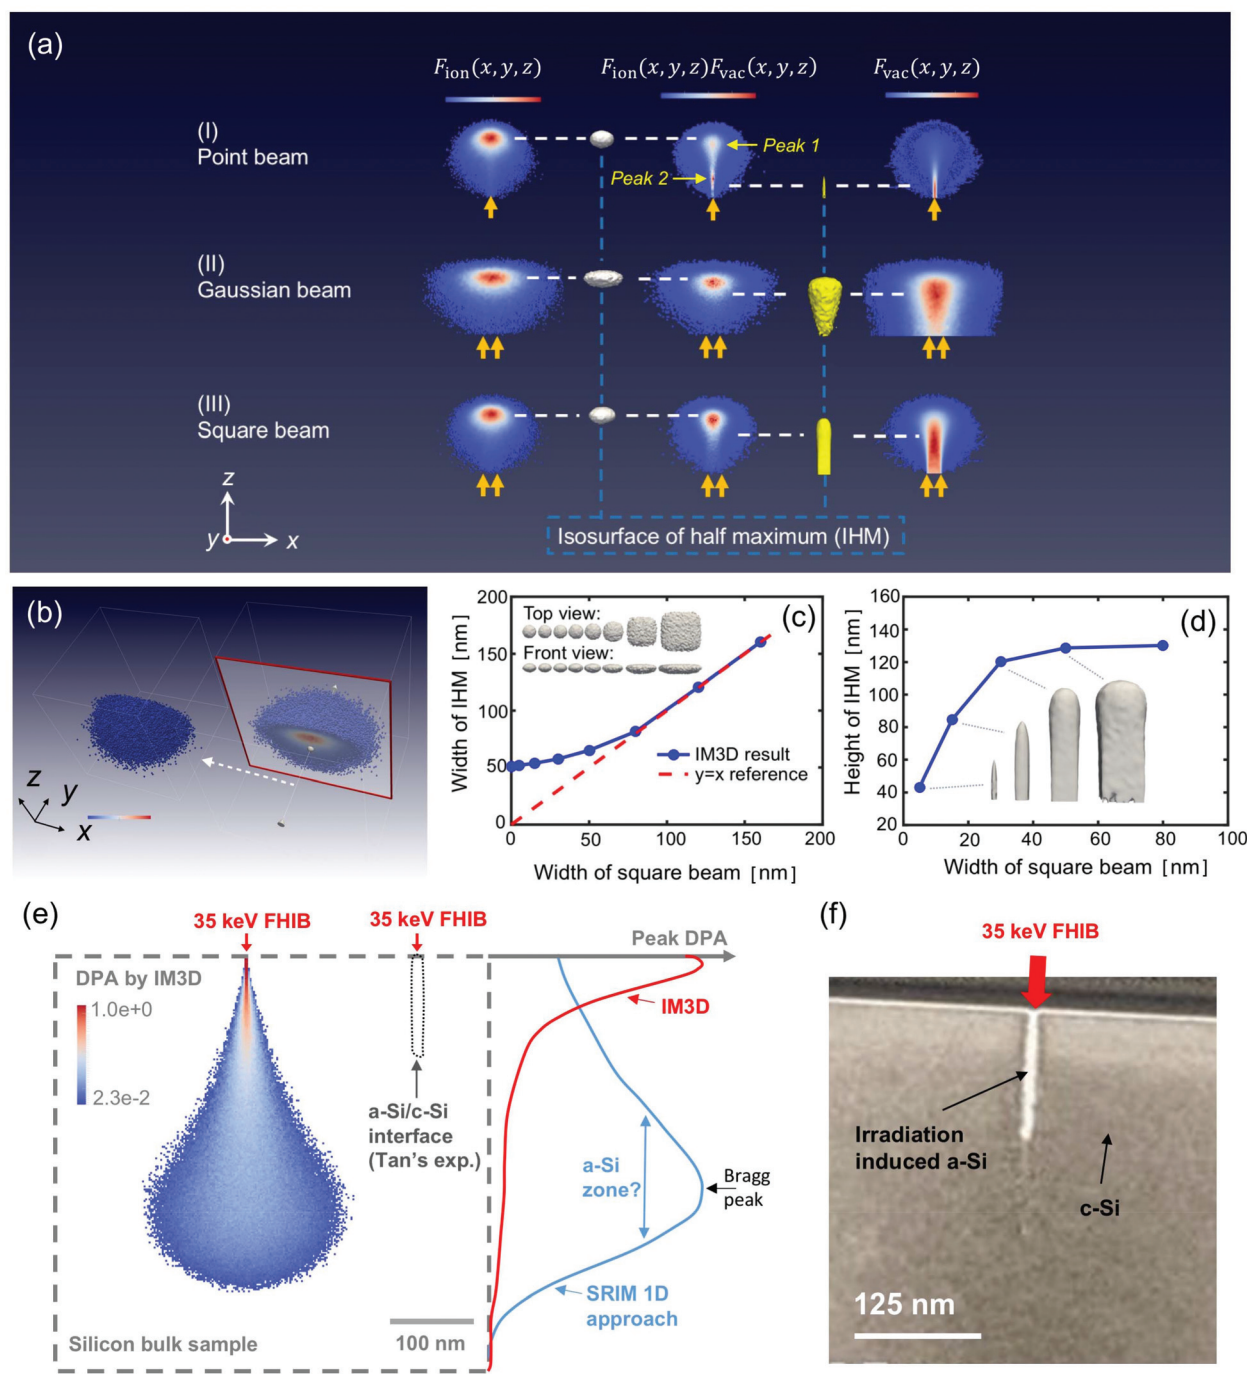 (a)
F_ion(x, y, z)
F_ion(x, y, z)F_vac(x, y, z)
F_vac(x, y, z)
(I)
Point beam
Peak 1
Peak 2
(II)
Gaussian beam
(III)
Square beam
z
y
x
Isosurface of half maximum (IHM)
(b)
z
y
x
(c)
Top view:
Front view:
IM3D result
y=x reference
Width of IHM [nm]
200
150
100
50
0
0 50 100 150 200
Width of square beam [nm]
(d)
Height of IHM [nm]
160
140
120
100
80
60
40
20
0 20 40 60 80 100
Width of square beam [nm]
(e)
35 keV FHIB
35 keV FHIB
Peak DPA
DPA by IM3D
1.0e+0
2.3e-2
IM3D
a-Si/c-Si
interface
(Tan's exp.)
a-Si
zone?
Bragg
peak
SRIM 1D
approach
Silicon bulk sample
100 nm
(f)
35 keV FHIB
Irradiation
induced a-Si
c-Si
125 nm